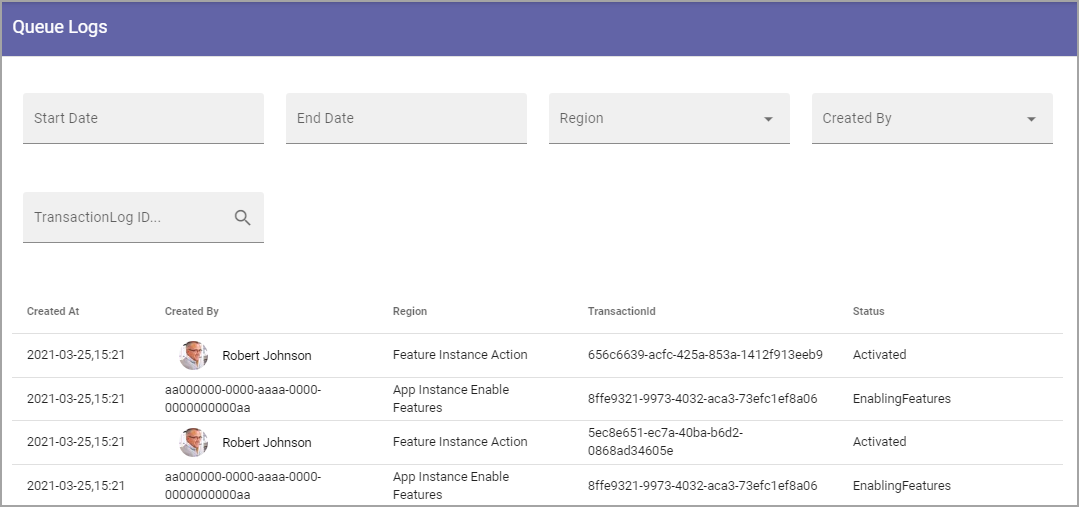 Queue Logs
Start Date
End Date
Region
Created By
TransactionLog ID...
Created At
Created By
Region
TransactionId
Status
2021-03-25,15:21
Robert Johnson
Feature Instance Action
656c6639-acfc-425a-853a-1412f913eeb9
Activated
2021-03-25,15:21
aa000000-0000-aaaa-0000-
0000000000aa
App Instance Enable
Features
8ffe9321-9973-4032-aca3-73efc1ef8a06
EnablingFeatures
2021-03-25,15:21
Robert Johnson
Feature Instance Action
5ec8e651-ec7a-40ba-b6d2-
0868ad34605e
Activated
2021-03-25,15:21
aa000000-0000-aaaa-0000-
0000000000aa
App Instance Enable
Features
8ffe9321-9973-4032-aca3-73efc1ef8a06
EnablingFeatures